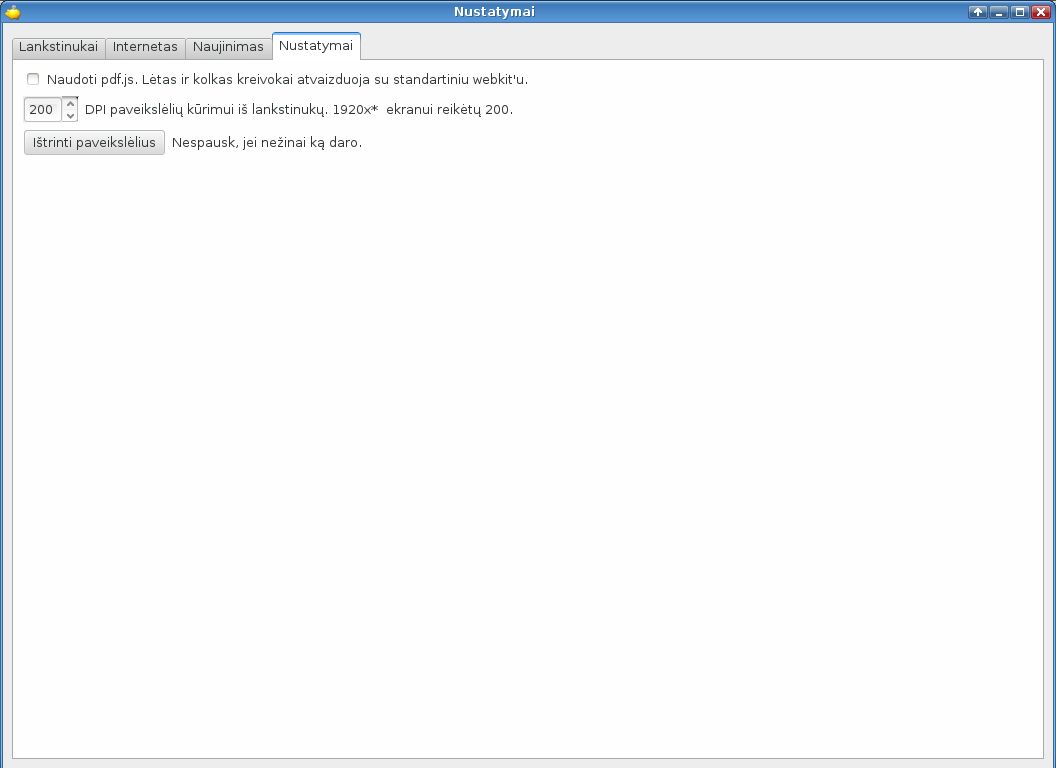 Nustatymai
Lankstinukai Internetas Naujinimas Nustatymai
Naudoti pdf.js. Lėtas ir kolkas kreivokai atvaizduoja su standartiniu webkit'u.
200 DPI paveikslėlių kūrimui iš lankstinukų. 1920x* ekranui reikėtų 200.
Ištrinti paveikslėlius Nespausk, jei nežinai ką daro.